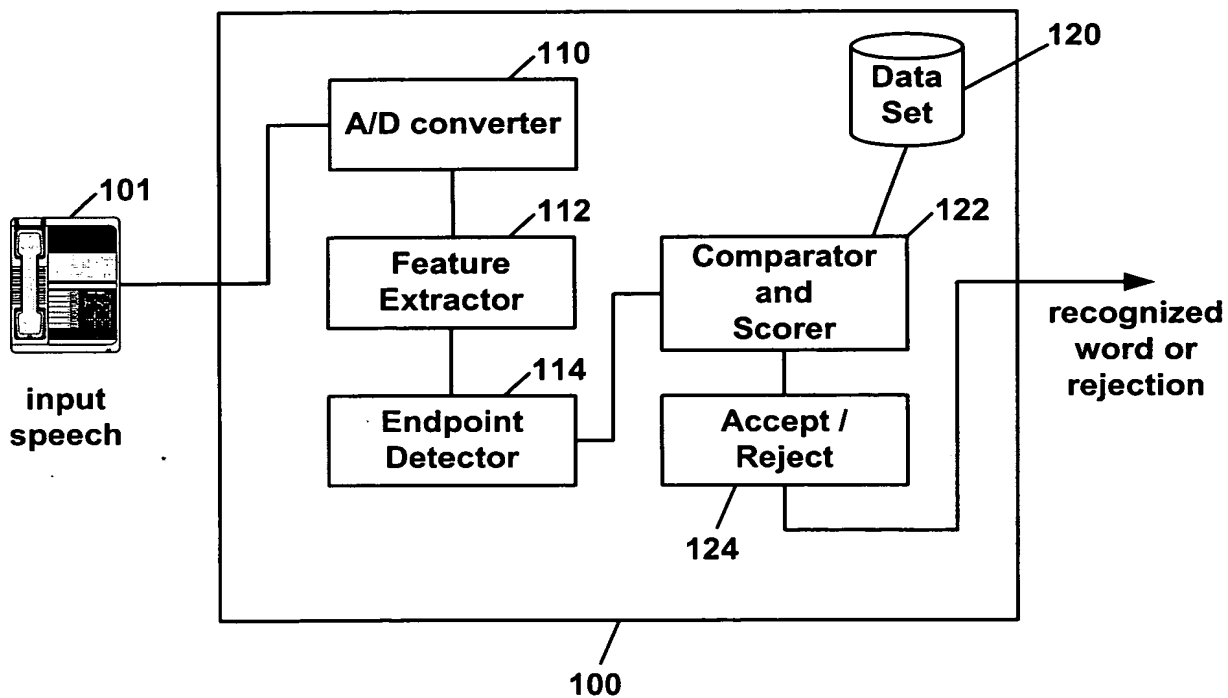 110
A/D converter
120
Data
Set
101
112
Feature
Extractor
122
Comparator
and
Scorer
input
speech
114
Endpoint
Detector
Accept /
Reject
124
recognized
word or
rejection
100